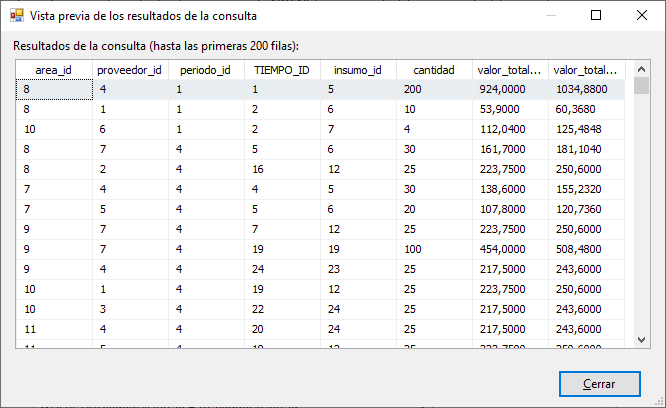 Vista previa de los resultados de la consulta
Resultados de la consulta (hasta las primeras 200 filas):
area_id proveedor_id periodo_id TIEMPO_ID insumo_id cantidad valor_total... valor_total...
8 4 1 1 5 200 924,0000 1034,8800
8 1 1 2 6 10 53,9000 60,3680
10 6 1 2 7 4 112,0400 125,4848
8 7 4 5 6 30 161,7000 181,1040
8 2 4 16 12 25 223,7500 250,6000
7 4 4 4 5 30 138,6000 155,2320
7 5 4 5 6 20 107,8000 120,7360
9 7 4 7 12 25 223,7500 250,6000
9 7 4 19 19 100 454,0000 508,4800
9 4 4 24 23 25 217,5000 243,6000
10 1 4 19 12 25 223,7500 250,6000
10 3 4 22 24 25 217,5000 243,6000
11 4 4 20 24 25 217,5000 243,6000
11 5 4 19 12 25 223,7500 250,6000
Cerrar